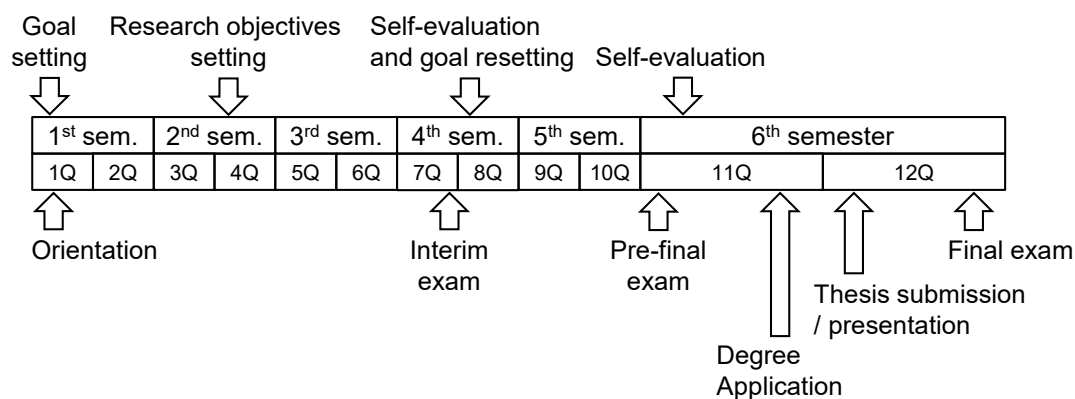 Goal
setting
Research objectives
setting
Self-evaluation
and goal resetting
Self-evaluation
1st sem.
2nd sem.
3rd sem.
4th sem.
5th sem.
6th semester
1Q
2Q
3Q
4Q
5Q
6Q
7Q
8Q
9Q
10Q
11Q
12Q
Orientation
Interim
exam
Pre-final
exam
Final exam
Thesis submission
/ presentation
Degree
Application